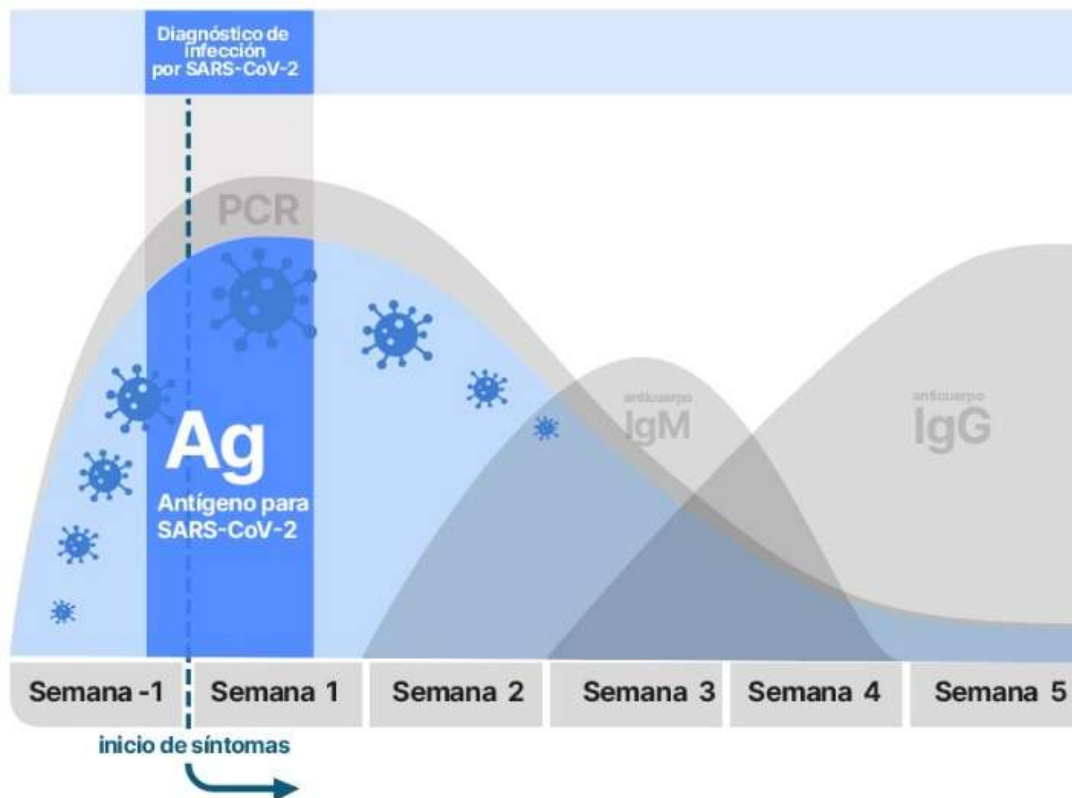 Diagnóstico de
infección
por SARS-CoV-2
PCR
Ag
Antígeno para
SARS-CoV-2
anticuerpo
IgM
anticuerpo
IgG
Semana -1
Semana 1
Semana 2
Semana 3
Semana 4
Semana 5
inicio de síntomas